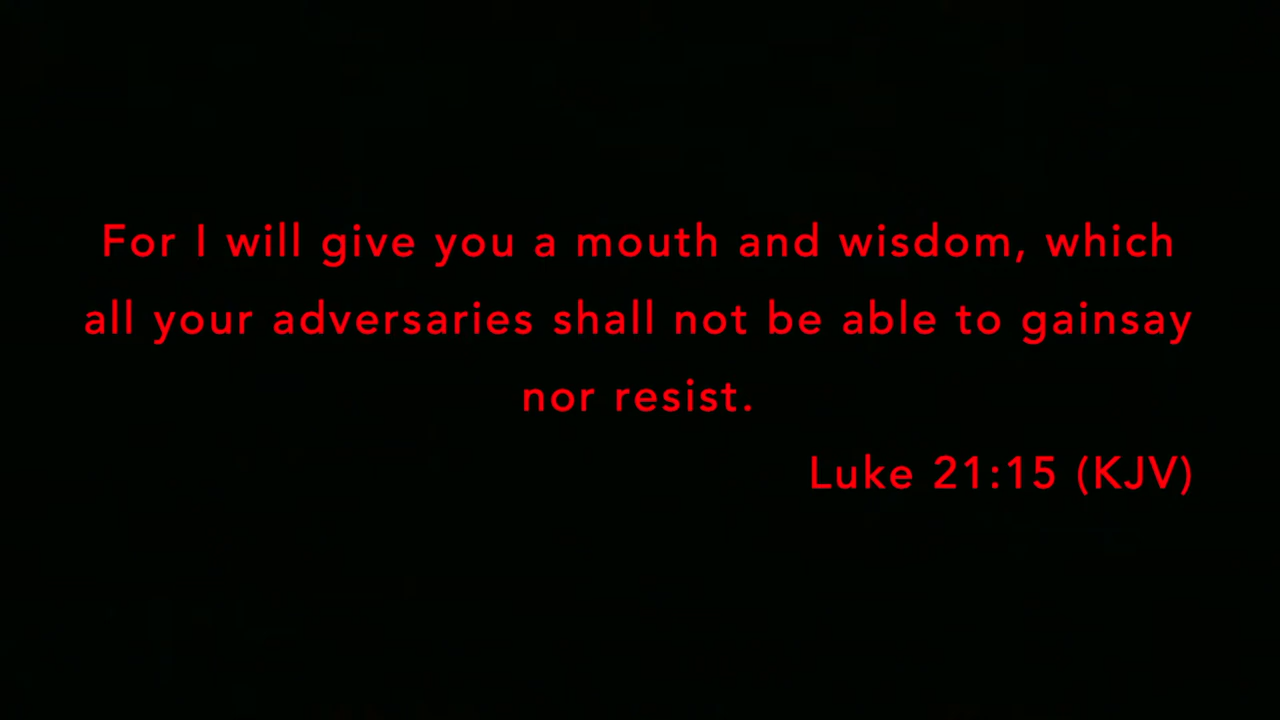 For I will give you a mouth and wisdom, which
all your adversaries shall not be able to gainsay
nor resist.
Luke 21:15 (KJV)